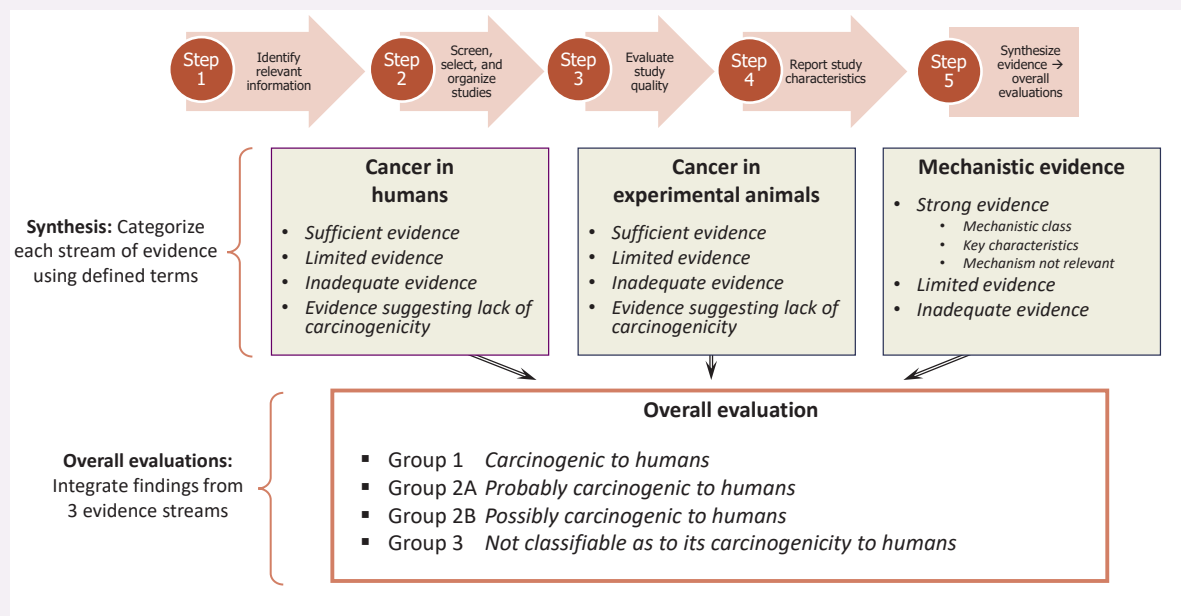 Step
1
Identify
relevant
information
Step
2
Screen,
select, and
organize
studies
Step
3
Evaluate
study
quality
Step
4
Report study
characteristics
Step
5
Synthesize
evidence →
overall
evaluations
Synthesis: Categorize
each stream of evidence
using defined terms
Cancer in
humans
• Sufficient evidence
• Limited evidence
• Inadequate evidence
• Evidence suggesting lack of
carcinogenicity
Cancer in
experimental animals
• Sufficient evidence
• Limited evidence
• Inadequate evidence
• Evidence suggesting lack of
carcinogenicity
Mechanistic evidence
• Strong evidence
• Mechanistic class
• Key characteristics
• Mechanism not relevant
• Limited evidence
• Inadequate evidence
Overall evaluations:
Integrate findings from
3 evidence streams
Overall evaluation
▪ Group 1 Carcinogenic to humans
▪ Group 2A Probably carcinogenic to humans
▪ Group 2B Possibly carcinogenic to humans
▪ Group 3 Not classifiable as to its carcinogenicity to humans